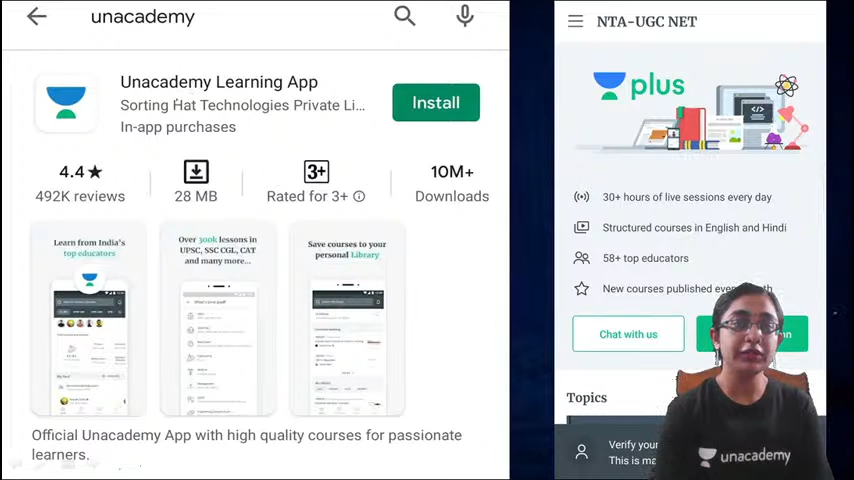 unacademy
Unacademy Learning App
Sorting Hat Technologies Private Li...
In-app purchases
Install
4.4★
492K reviews
28 MB
3+
Rated for 3+
10M+
Downloads
Learn from India's
top educators
Over 300k lessons in
UPSC, SSC CGL, CAT
and many more...
Save courses to your
personal Library
Official Unacademy App with high quality courses for passionate
learners.
NTA-UGC NET
plus
30+ hours of live sessions every day
Structured courses in English and Hindi
58+ top educators
New courses published
Chat with us
Topics
Verify your
This is
unacademy